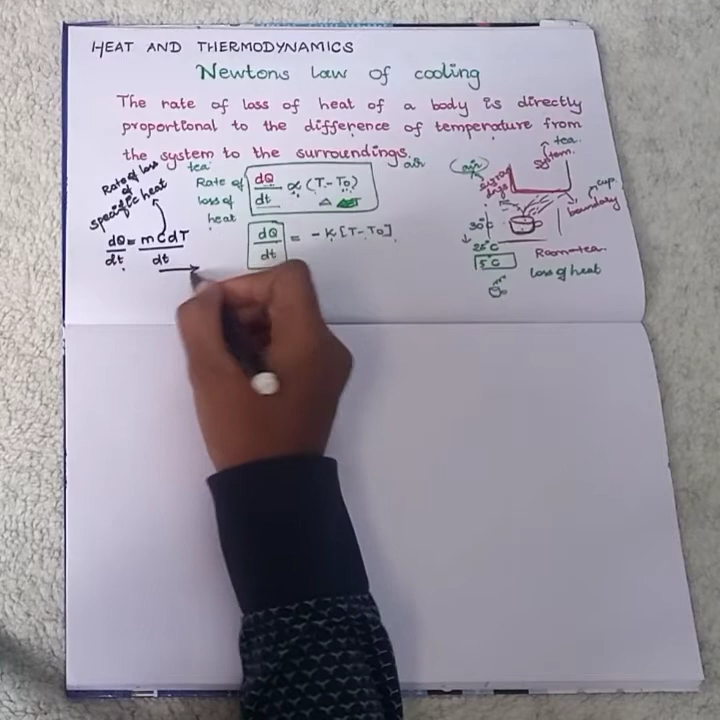 HEAT AND THERMODYNAMICS
Newtons law of cooling
The rate of loss of heat of a body is directly
proportional to the difference of temperature from
the system to the surroundings.
tea
air
Rate of loss
of
specific heat
dQ/dt = mCdT/dt
Rate of
loss of
heat
dQ/dt ∝ (T-T₀)
dQ/dt = -K[T-T₀]
tea
system
air
cup
boundary
30°C
25°C
5°C
Room-tea
loss of heat